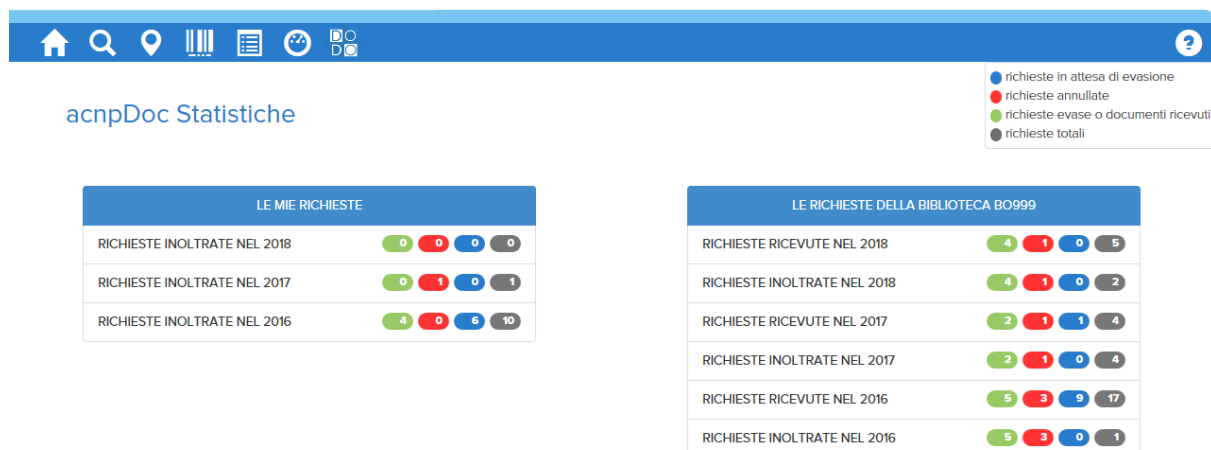 DO
DO
?
richieste in attesa di evasione
richieste annullate
richieste evase o documenti ricevuti
richieste totali
acnpDoc Statistiche
LE MIE RICHIESTE
RICHIESTE INOLTRATE NEL 2018 0 0 0 0
RICHIESTE INOLTRATE NEL 2017 0 1 0 1
RICHIESTE INOLTRATE NEL 2016 4 0 6 10
LE RICHIESTE DELLA BIBLIOTECA BO999
RICHIESTE RICEVUTE NEL 2018 4 1 0 5
RICHIESTE INOLTRATE NEL 2018 4 1 0 2
RICHIESTE RICEVUTE NEL 2017 2 1 1 4
RICHIESTE INOLTRATE NEL 2017 2 1 0 4
RICHIESTE RICEVUTE NEL 2016 5 3 9 17
RICHIESTE INOLTRATE NEL 2016 5 3 0 1